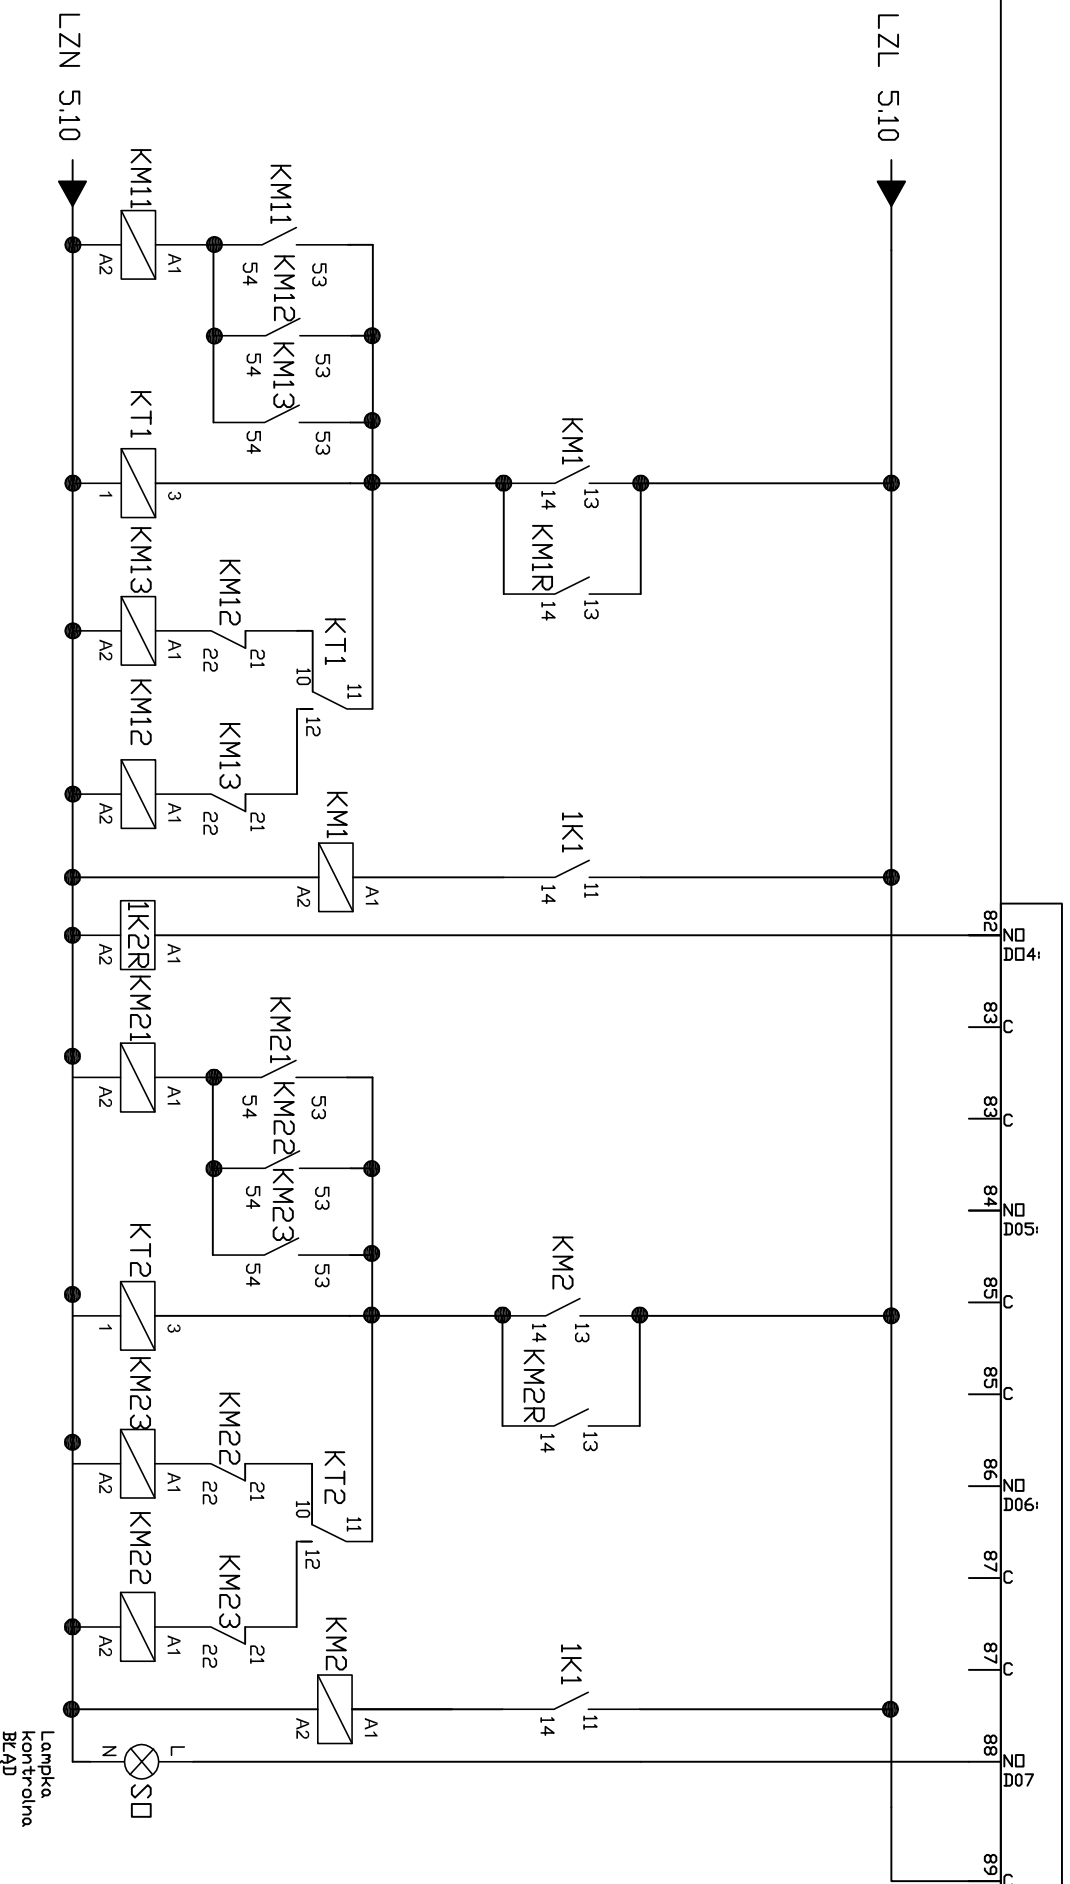 LZL 5.10
LZN 5.10
82
NO
DO4:
83
C
83
C
84
NO
DO5:
85
C
85
C
86
NO
DO6:
87
C
87
C
88
NO
DO7
89
C
KM1
13
14
KM1R
13
14
1K1
11
14
KM2
13
14
KM2R
13
14
1K1
11
14
KM11
53
54
KM12
53
54
KM13
53
54
KT1
11
10
12
KM12
21
22
KM13
21
22
KM1
A1
A2
KM21
53
54
KM22
53
54
KM23
53
54
KT2
11
10
12
KM22
21
22
KM23
21
22
KM2
A1
A2
KM11
A1
A2
KT1
3
1
KM13
A1
A2
KM12
A1
A2
1K2R
A1
A2
KM21
A1
A2
KT2
3
1
KM23
A1
A2
KM22
A1
A2
L
N
SO
Lampka
kontrolna
BŁĄD